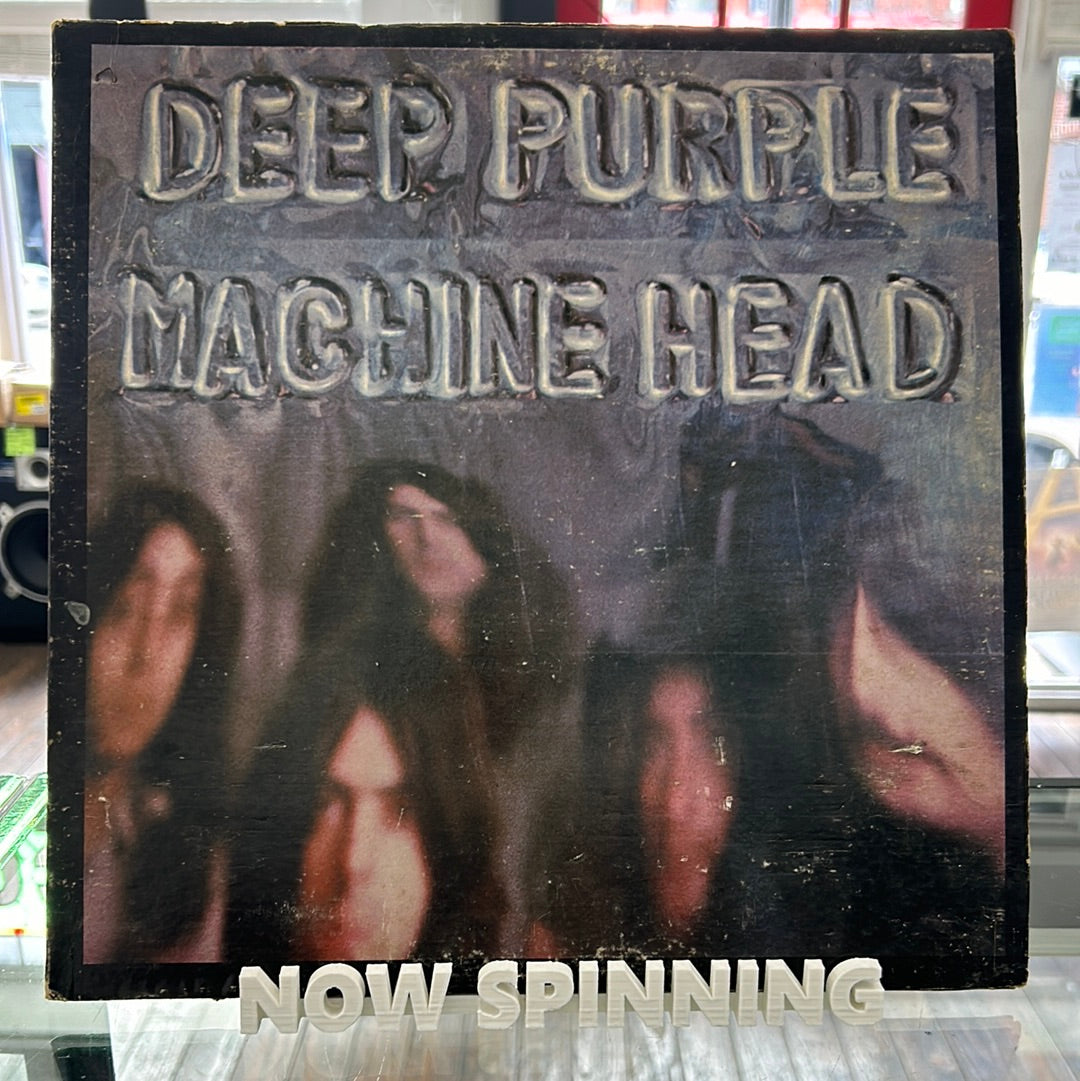 DEEP PURPLE
MACHINE HEAD
NOW SPINNING